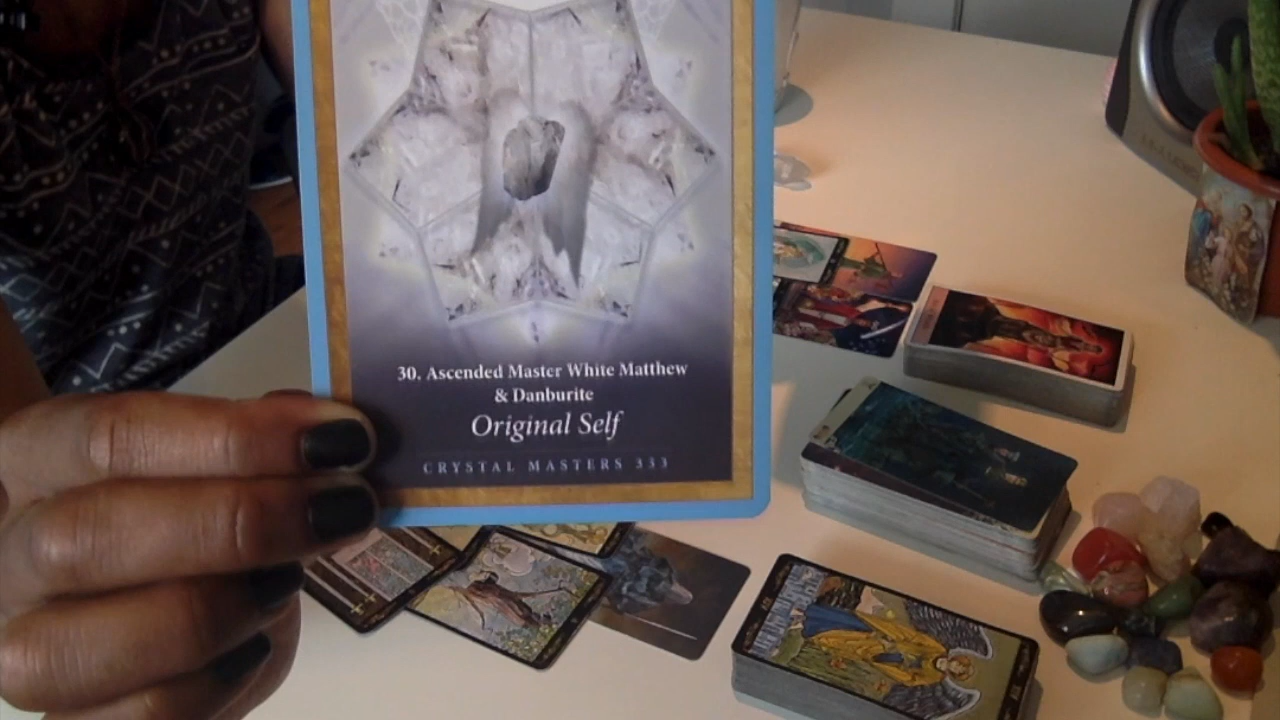 30. Ascended Master White Matthew
& Danburite
Original Self
CRYSTAL MASTERS 333